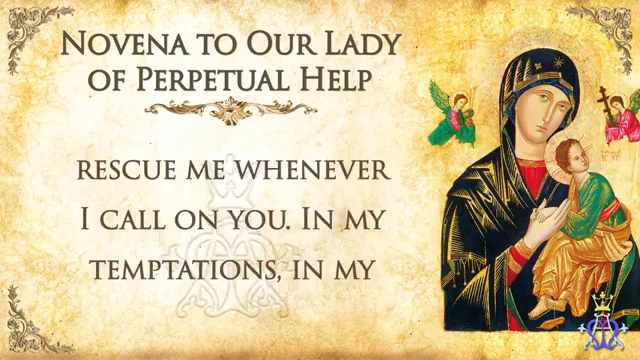 NOVENA TO OUR LADY
OF PERPETUAL HELP
RESCUE ME WHENEVER
I CALL ON YOU. IN MY
TEMPTATIONS, IN MY